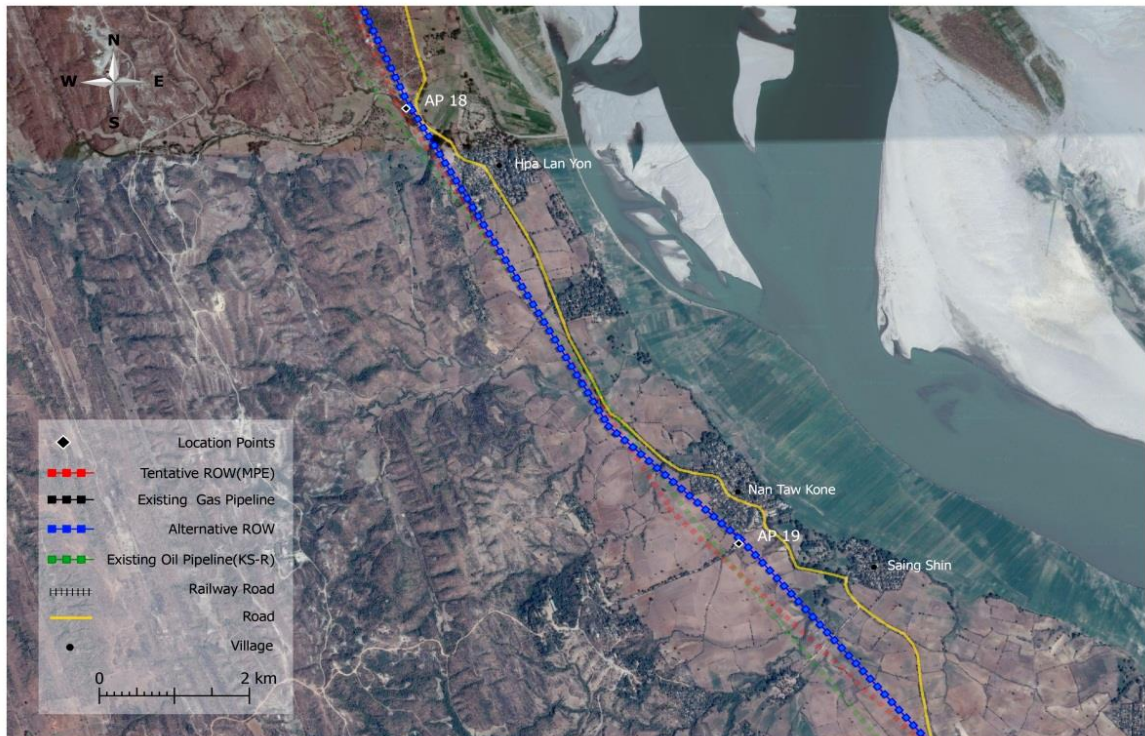 N
W E
S
AP 18
Hpa Lan Yon
Nan Taw Kone
AP 19
Saing Shin
Location Points
Tentative ROW(MPE)
Existing Gas Pipeline
Alternative ROW
Existing Oil Pipeline(KS-R)
Railway Road
Road
Village
0 2 km